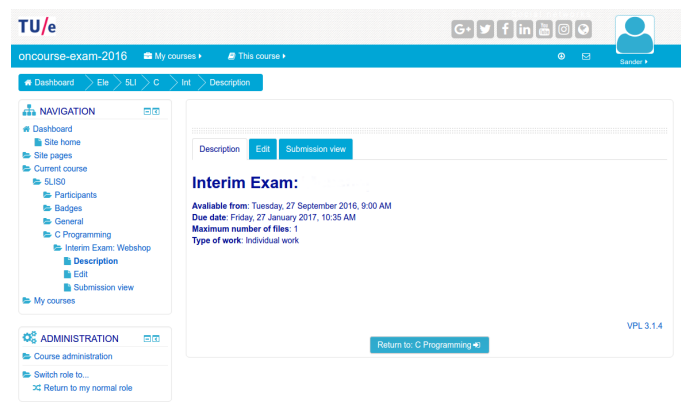 TU/e
G+ f in You Tube
oncourse-exam-2016 My courses This course
Sander
Dashboard Ele 5LI C Int Description
NAVIGATION
Dashboard
Site home
Site pages
Current course
5LIS0
Participants
Badges
General
C Programming
Interim Exam: Webshop
Description
Edit
Submission view
My courses
ADMINISTRATION
Course administration
Switch role to...
Return to my normal role
Description Edit Submission view
Interim Exam:
Avaliable from: Tuesday, 27 September 2016, 9:00 AM
Due date: Friday, 27 January 2017, 10:35 AM
Maximum number of files: 1
Type of work: Individual work
VPL 3.1.4
Return to: C Programming